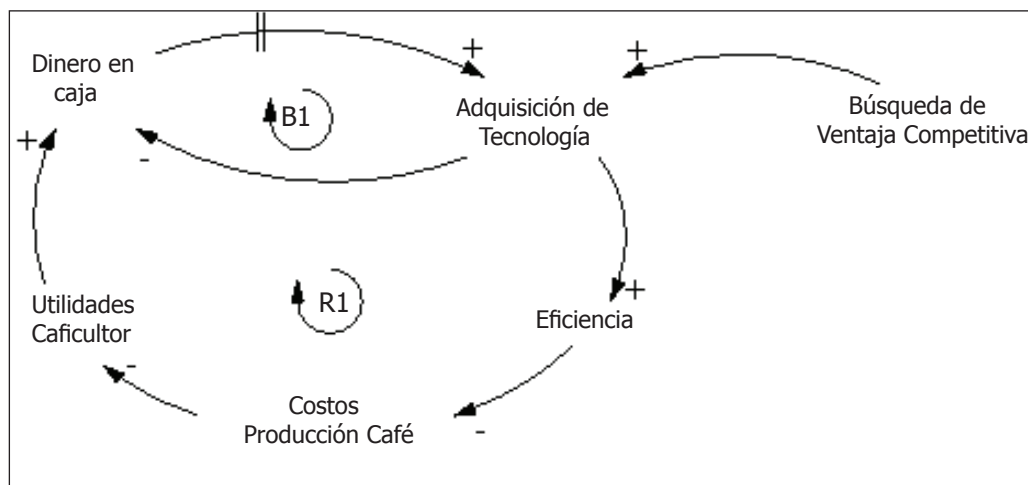 Dinero en
caja
+
-
B1
+
Adquisición de
Tecnología
+
Búsqueda de
Ventaja Competitiva
Utilidades
Caficultor
-
R1
+
Eficiencia
Costos
Producción Café
-